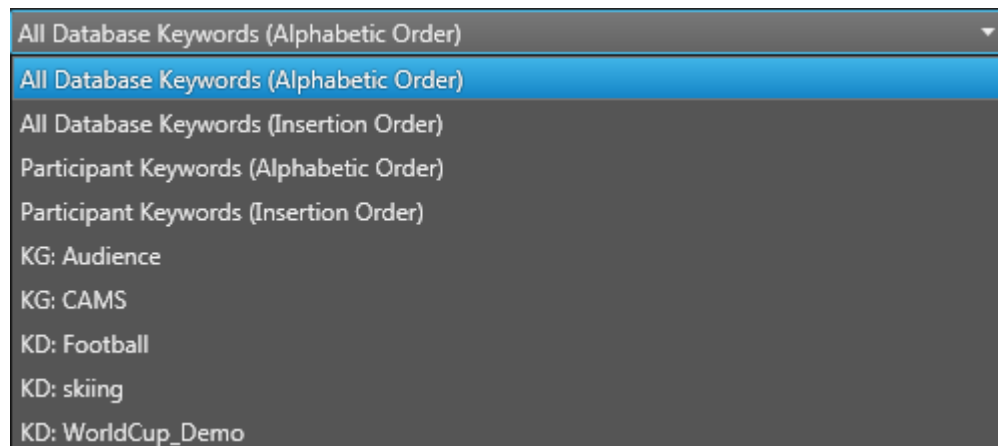 All Database Keywords (Alphabetic Order)
All Database Keywords (Alphabetic Order)
All Database Keywords (Insertion Order)
Participant Keywords (Alphabetic Order)
Participant Keywords (Insertion Order)
KG: Audience
KG: CAMS
KD: Football
KD: skiing
KD: WorldCup_Demo